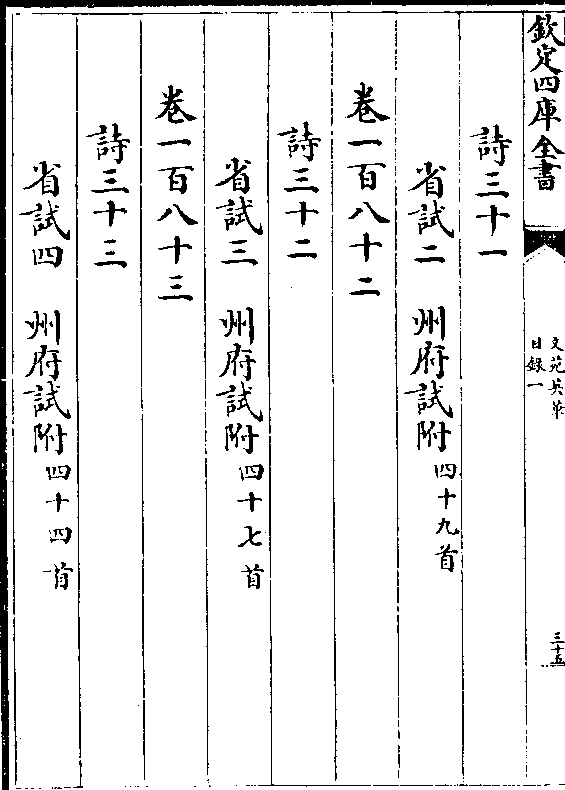 欽定四庫全書
文苑英華
目録一
三十五
詩三十一
省試二 州府試附 四十九首
卷一百八十二
詩三十二
省試三 州府試附 四十七首
卷一百八十三
詩三十三
省試四 州府試附 四十四首